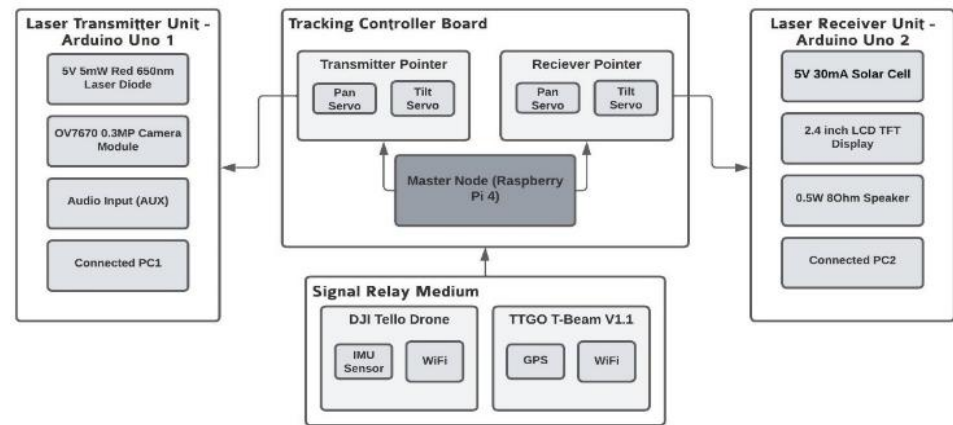 Laser Transmitter Unit -
Arduino Uno 1
5V 5mW Red 650nm
Laser Diode
OV7670 0.3MP Camera
Module
Audio Input (AUX)
Connected PC1
Tracking Controller Board
Transmitter Pointer
Pan
Servo
Tilt
Servo
Reciever Pointer
Pan
Servo
Tilt
Servo
Master Node (Raspberry
Pi 4)
Laser Receiver Unit -
Arduino Uno 2
5V 30mA Solar Cell
2.4 inch LCD TFT
Display
0.5W 8Ohm Speaker
Connected PC2
Signal Relay Medium
DJI Tello Drone
IMU
Sensor
WiFi
TTGO T-Beam V1.1
GPS
WiFi